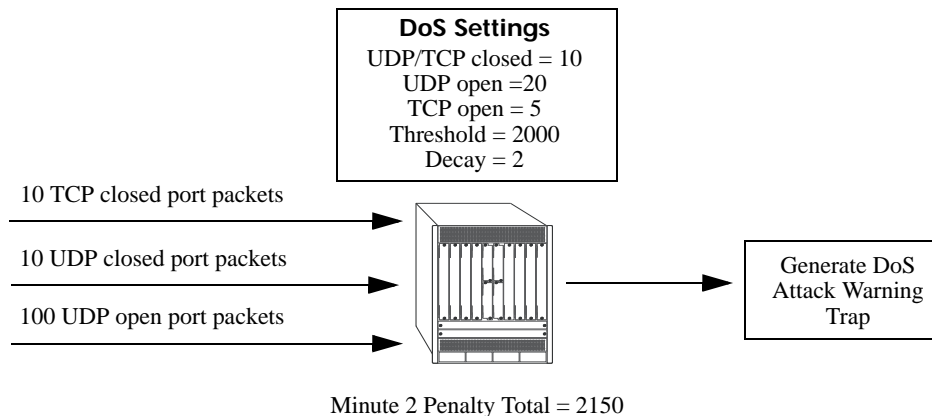 DoS Settings
UDP/TCP closed = 10
UDP open =20
TCP open = 5
Threshold = 2000
Decay = 2
10 TCP closed port packets
10 UDP closed port packets
100 UDP open port packets
Generate DoS
Attack Warning
Trap
Minute 2 Penalty Total = 2150